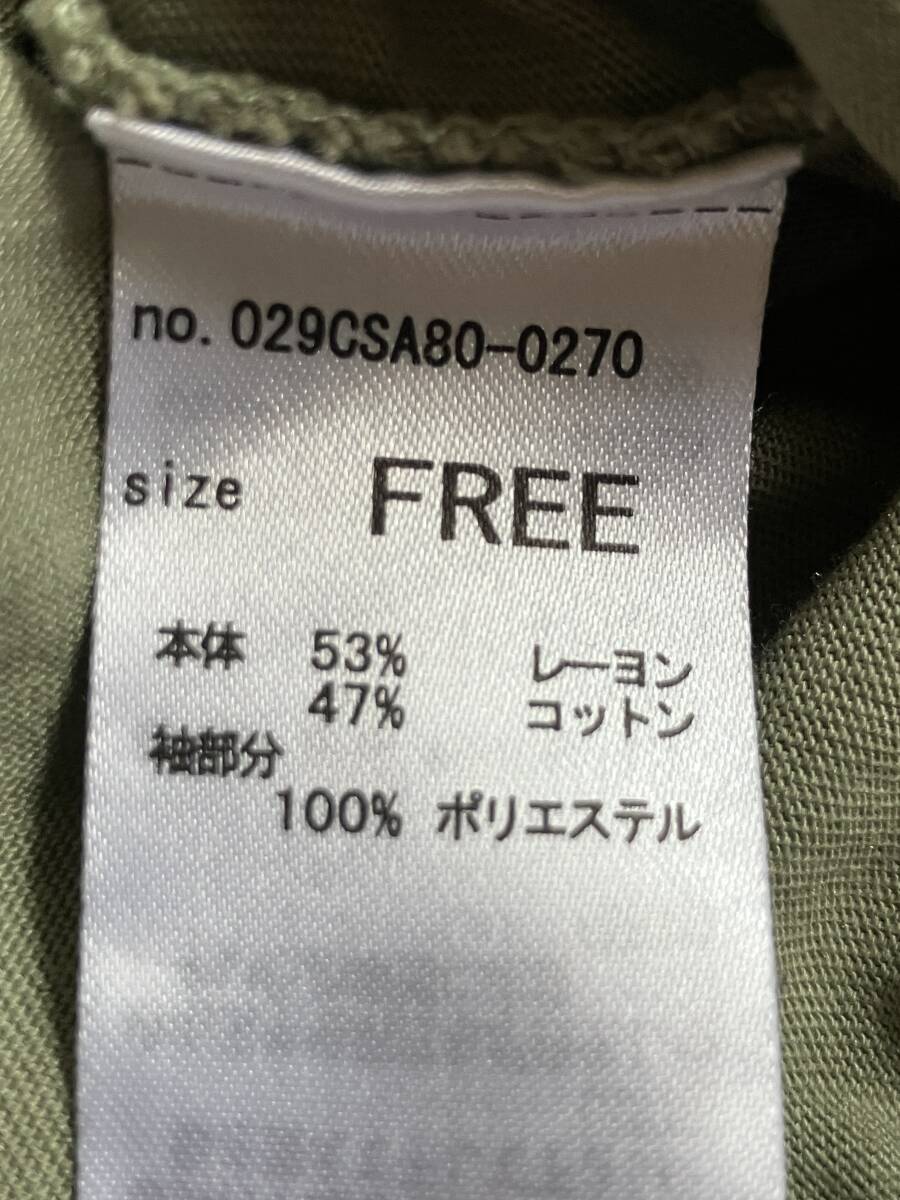 no. 029CSA80-0270
size FREE
本体 53% レーヨン
47% コットン
袖部分
100% ポリエステル